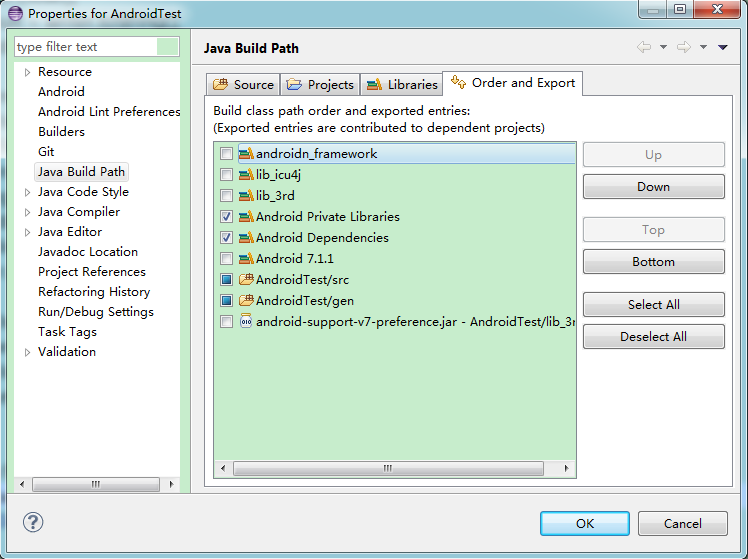 Properties for AndroidTest
type filter text
Resource
Android
Android Lint Preferences
Builders
Git
Java Build Path
Java Code Style
Java Compiler
Java Editor
Javadoc Location
Project References
Refactoring History
Run/Debug Settings
Task Tags
Validation
Java Build Path
Source
Projects
Libraries
Order and Export
Build class path order and exported entries:
(Exported entries are contributed to dependent projects)
androidn_framework
lib_icu4j
lib_3rd
Android Private Libraries
Android Dependencies
Android 7.1.1
AndroidTest/src
AndroidTest/gen
android-support-v7-preference.jar - AndroidTest/lib_3r
Up
Down
Top
Bottom
Select All
Deselect All
OK
Cancel